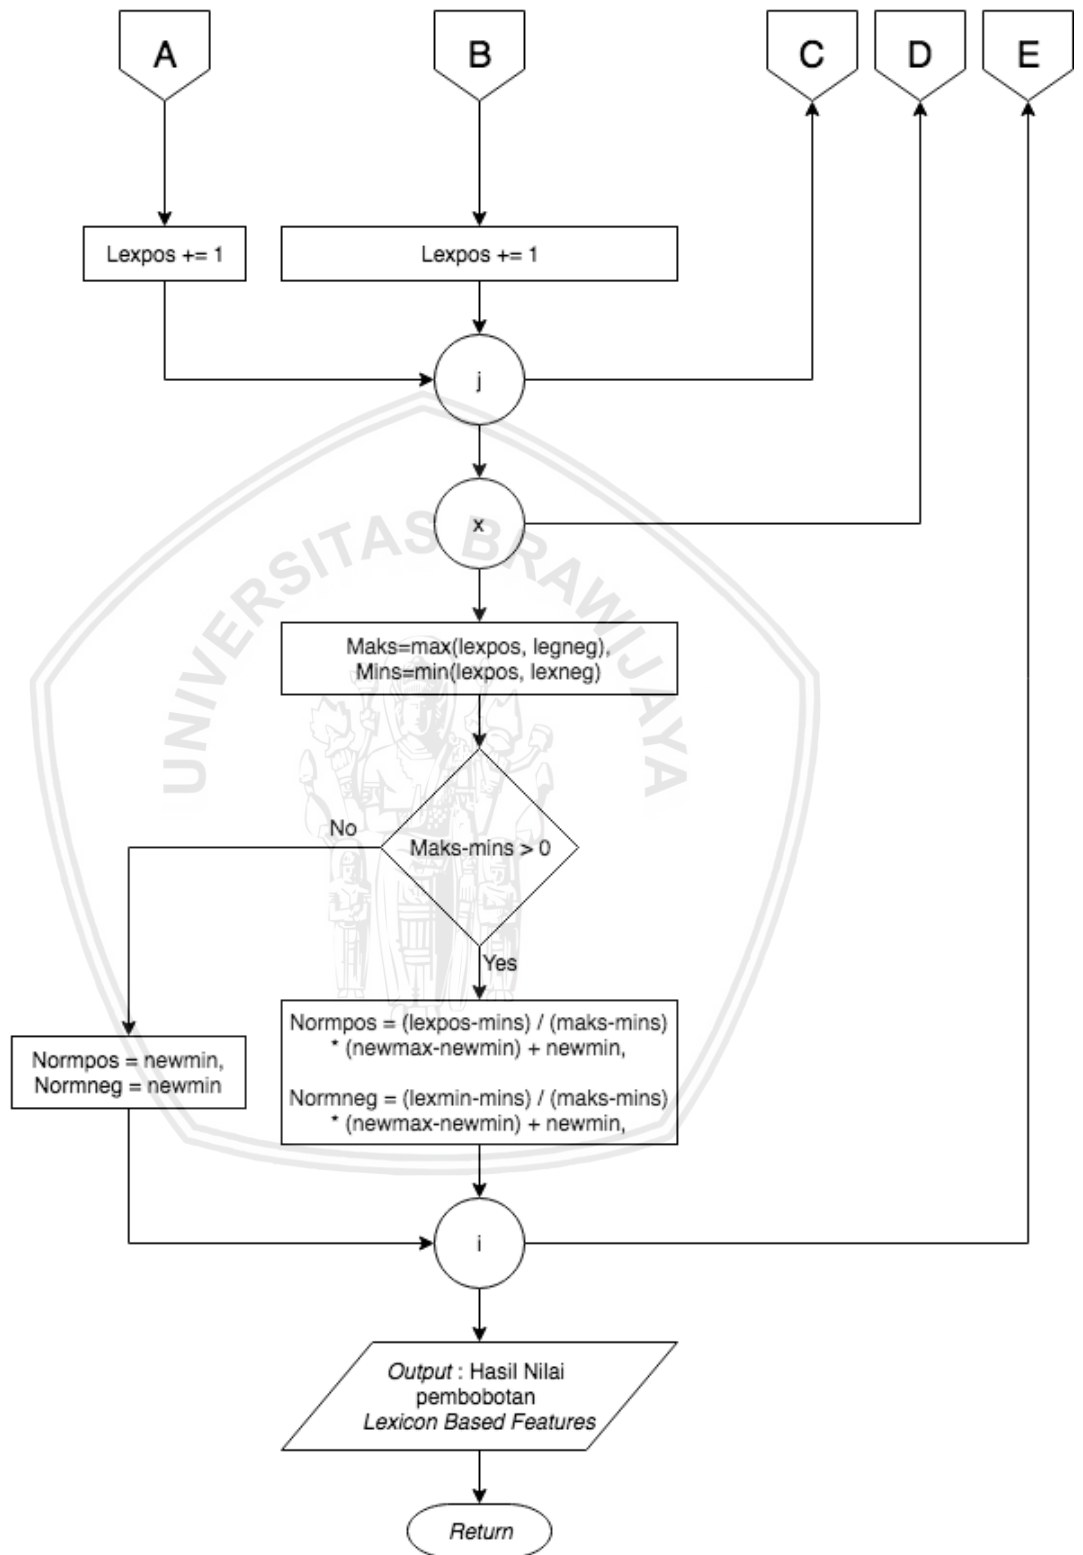 A
B
C
D
E
Lexpos += 1
Lexpos += 1
j
x
UNIVERSITAS BRAWIJAYA
Maks=max(lexpos, legneg),
Mins=min(lexpos, lexneg)
No
Maks-mins > 0
Yes
Normpos = newmin,
Normneg = newmin
Normpos = (lexpos-mins) / (maks-mins)
* (newmax-newmin) + newmin,
Normneg = (lexmin-mins) / (maks-mins)
* (newmax-newmin) + newmin,
i
Output : Hasil Nilai
pembobotan
Lexicon Based Features
Return